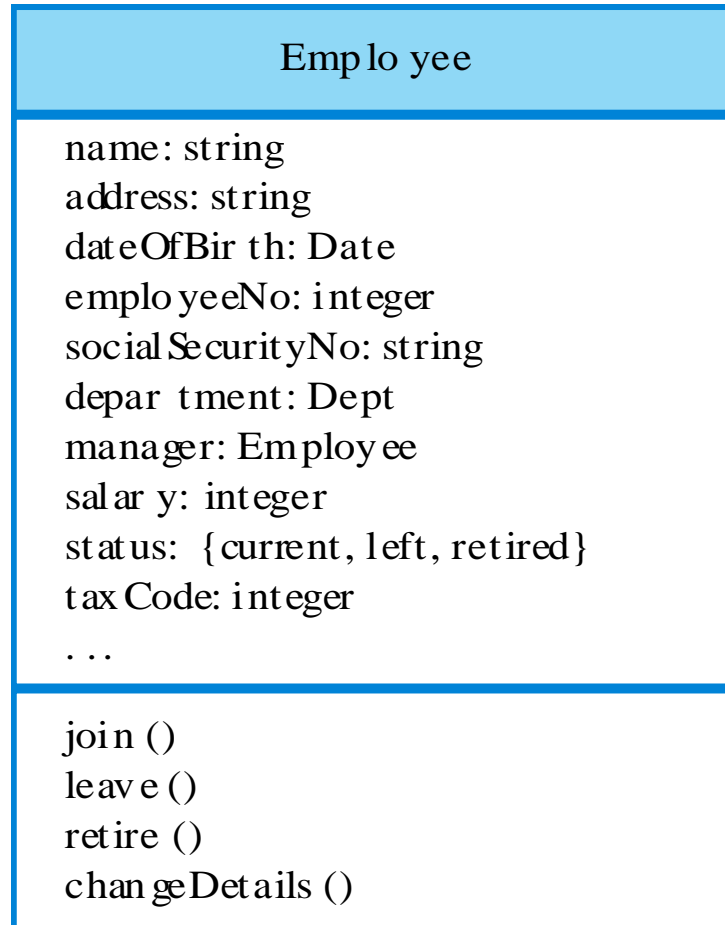 Employee
name: string
address: string
dateOfBirth: Date
employeeNo: integer
socialSecurityNo: string
department: Dept
manager: Employee
salary: integer
status: {current, left, retired}
taxCode: integer
. . .
join ()
leave ()
retire ()
changeDetails ()